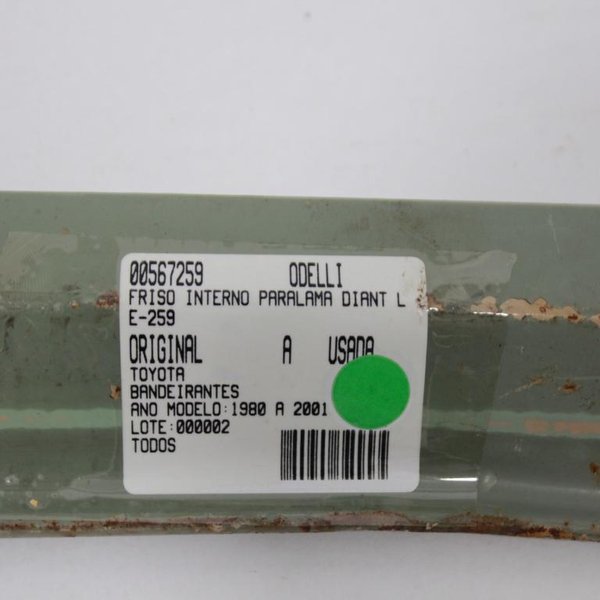 00567259 ODELLI
FRISO INTERNO PARALAMA DIANT L
E-259
ORIGINAL A USADA
TOYOTA
BANDEIRANTES
ANO MODELO:1980 A 2001
LOTE:000002
TODOS